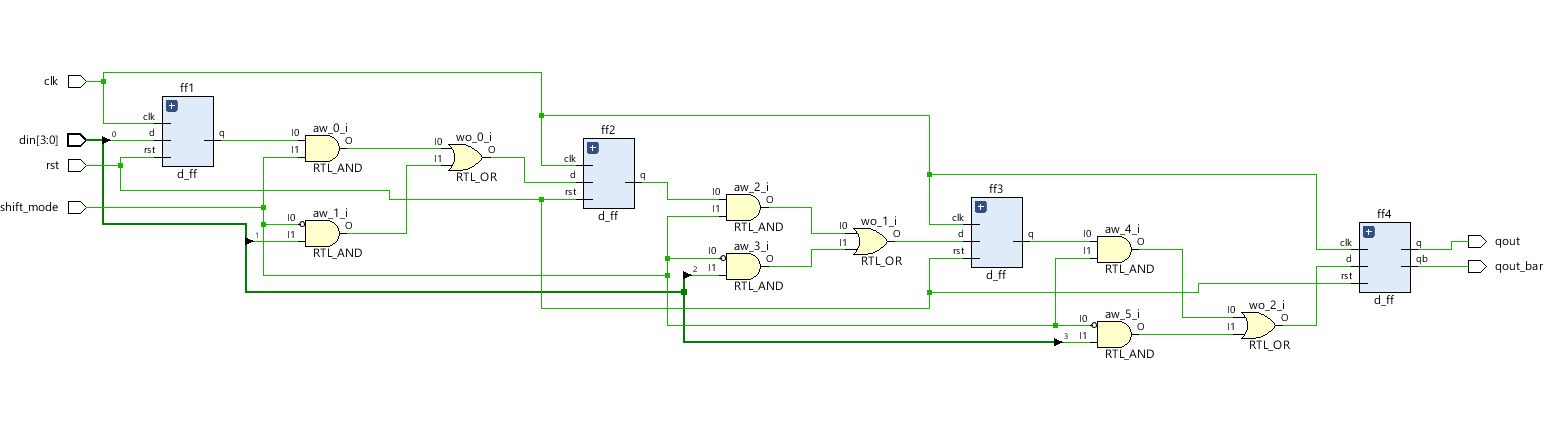 clk
din[3:0]
rst
shift_mode
0
ff1
clk
d
rst
q
d_ff
I0
I1
aw_0_i
O
RTL_AND
1
I0
I1
aw_1_i
O
RTL_AND
I0
I1
wo_0_i
O
RTL_OR
ff2
clk
d
rst
q
d_ff
I0
I1
aw_2_i
O
RTL_AND
2
I0
I1
aw_3_i
O
RTL_AND
I0
I1
wo_1_i
O
RTL_OR
ff3
clk
d
rst
q
d_ff
I0
I1
aw_4_i
O
RTL_AND
3
I0
I1
aw_5_i
O
RTL_AND
I0
I1
wo_2_i
O
RTL_OR
ff4
clk
d
rst
q
qb
d_ff
qout
qout_bar